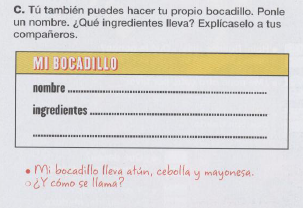 C. Tú también puedes hacer tu propio bocadillo. Ponle
un nombre. ¿Qué ingredientes lleva? Explícaselo a tus
compañeros.
MI BOCADILLO
nombre
ingredientes
• Mi bocadillo lleva atún, cebolla y mayonesa.
○ ¿Y cómo se llama?